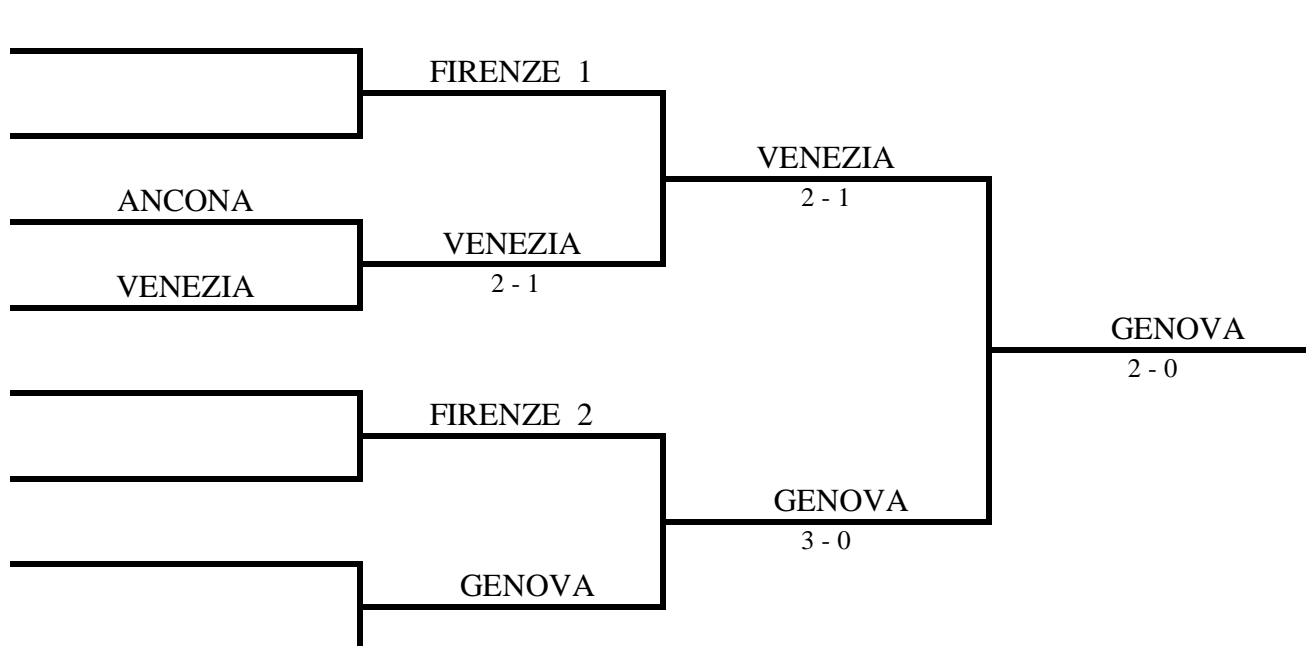 FIRENZE 1
VENEZIA
2 - 1
ANCONA
VENEZIA
2 - 1
VENEZIA
GENOVA
2 - 0
FIRENZE 2
GENOVA
3 - 0
GENOVA